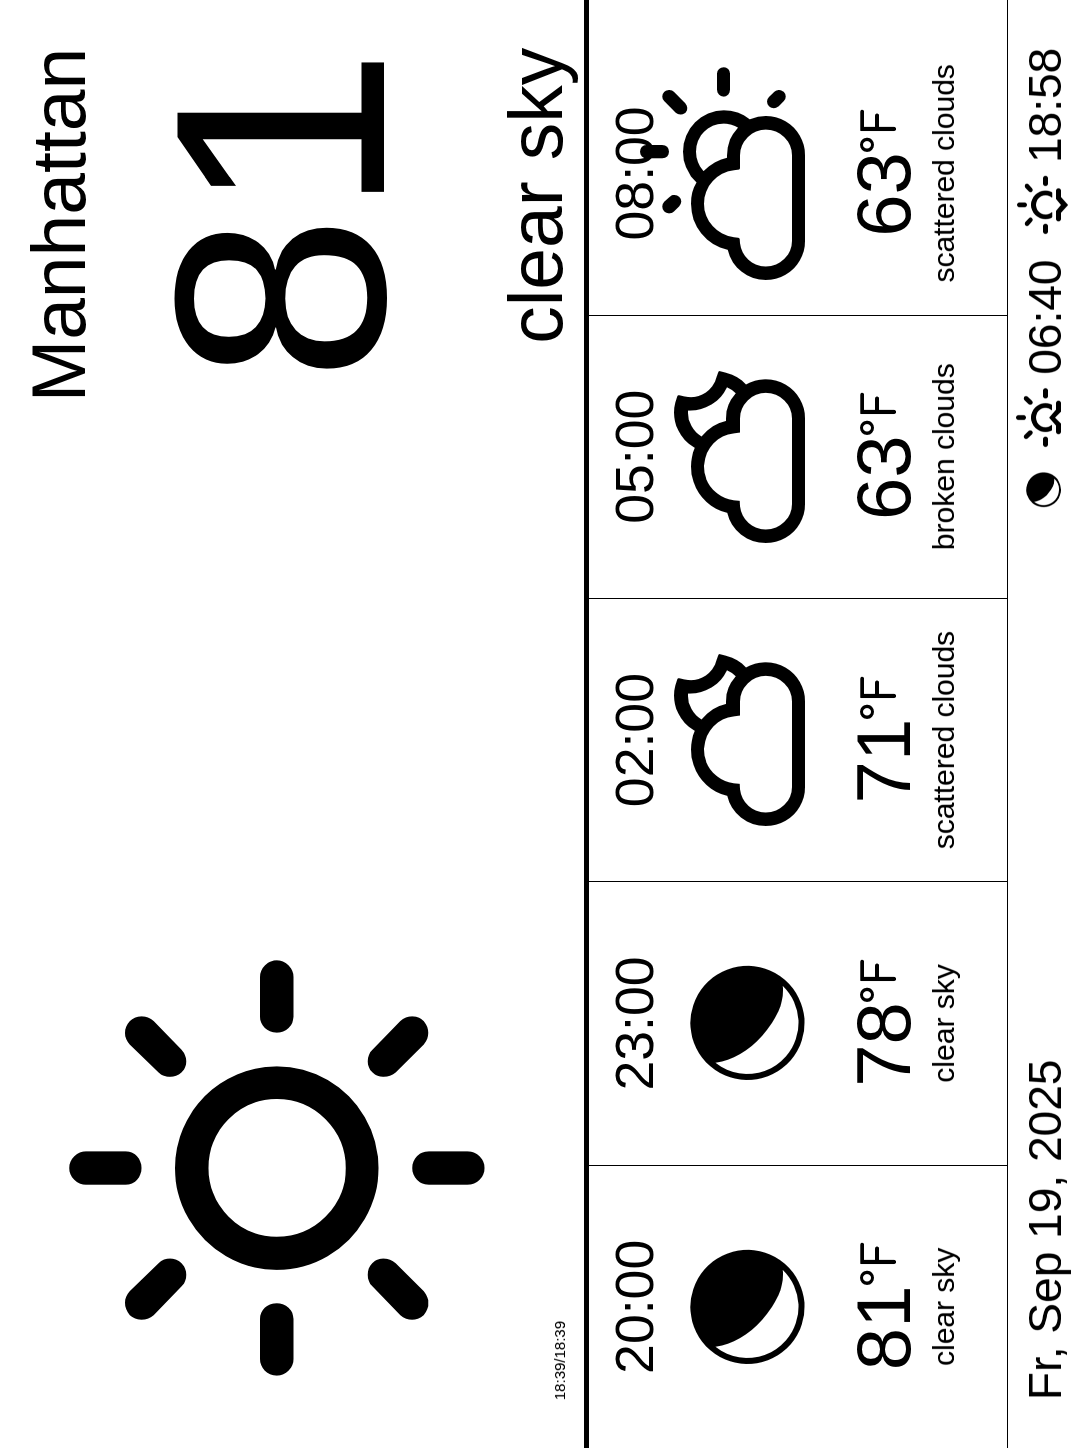 Manhattan
81
clear sky
18:39/18:39
20:00
81°F
clear sky
23:00
78°F
clear sky
02:00
71°F
scattered clouds
05:00
63°F
broken clouds
08:00
63°F
scattered clouds
Fr, Sep 19, 2025
06:40 18:58